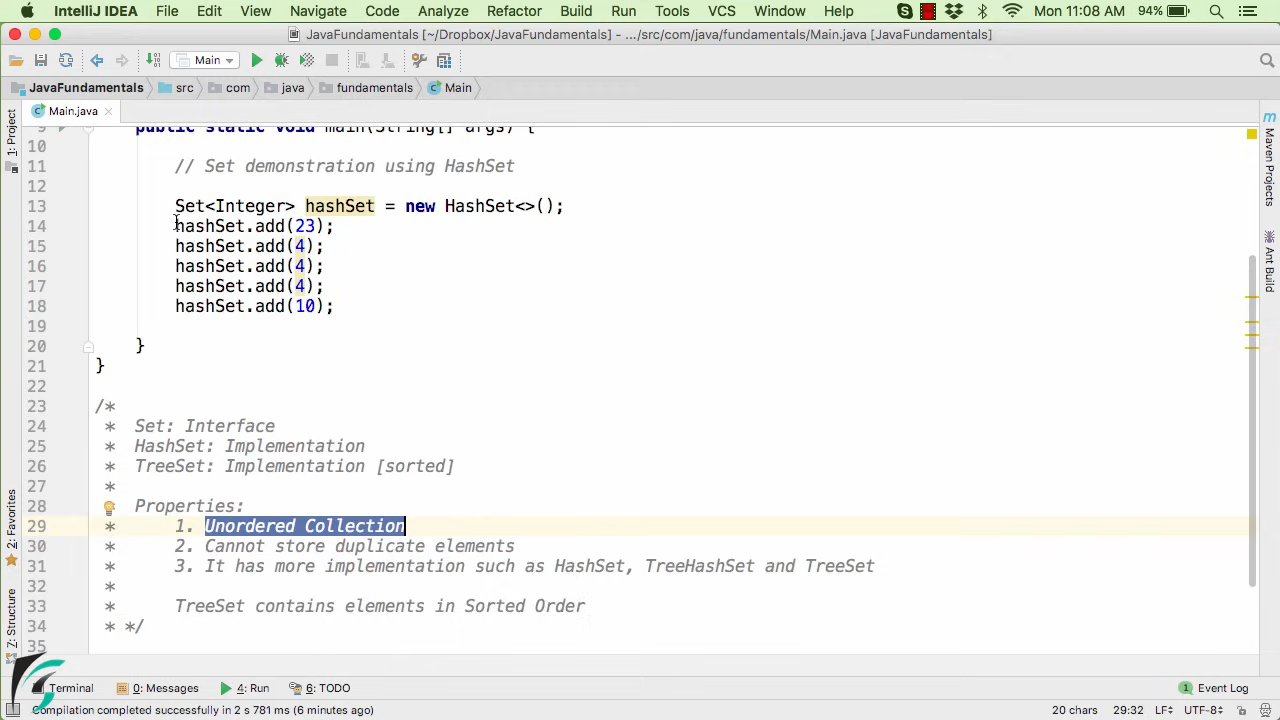 IntelliJ IDEA File Edit View Navigate Code Analyze Refactor Build Run Tools VCS Window Help Mon 11:08 AM 94%
JavaFundamentals [~/Dropbox/JavaFundamentals] - .../src/com/java/fundamentals/Main.java [JavaFundamentals]
Main
JavaFundamentals src com java fundamentals Main
Main.java
1: Project
2: Favorites
Z: Structure
Maven Projects
Ant Build
9 public static void main(String[] args) {
10
11 // Set demonstration using HashSet
12
13 Set<Integer> hashSet = new HashSet<>();
14 hashSet.add(23);
15 hashSet.add(4);
16 hashSet.add(4);
17 hashSet.add(4);
18 hashSet.add(10);
19
20 }
21 }
22
23 /*
24 * Set: Interface
25 * HashSet: Implementation
26 * TreeSet: Implementation [sorted]
27 *
28 Properties:
29 * 1. Unordered Collection
30 * 2. Cannot store duplicate elements
31 * 3. It has more implementation such as HashSet, TreeHashSet and TreeSet
32 *
33 TreeSet contains elements in Sorted Order
34 * */
35
Terminal 0: Messages 4: Run 6: TODO 1 Event Log
Compilation completed successfully in 2 s 781 ms (6 minutes ago) 20 chars 29:32 LF÷ UTF-8÷